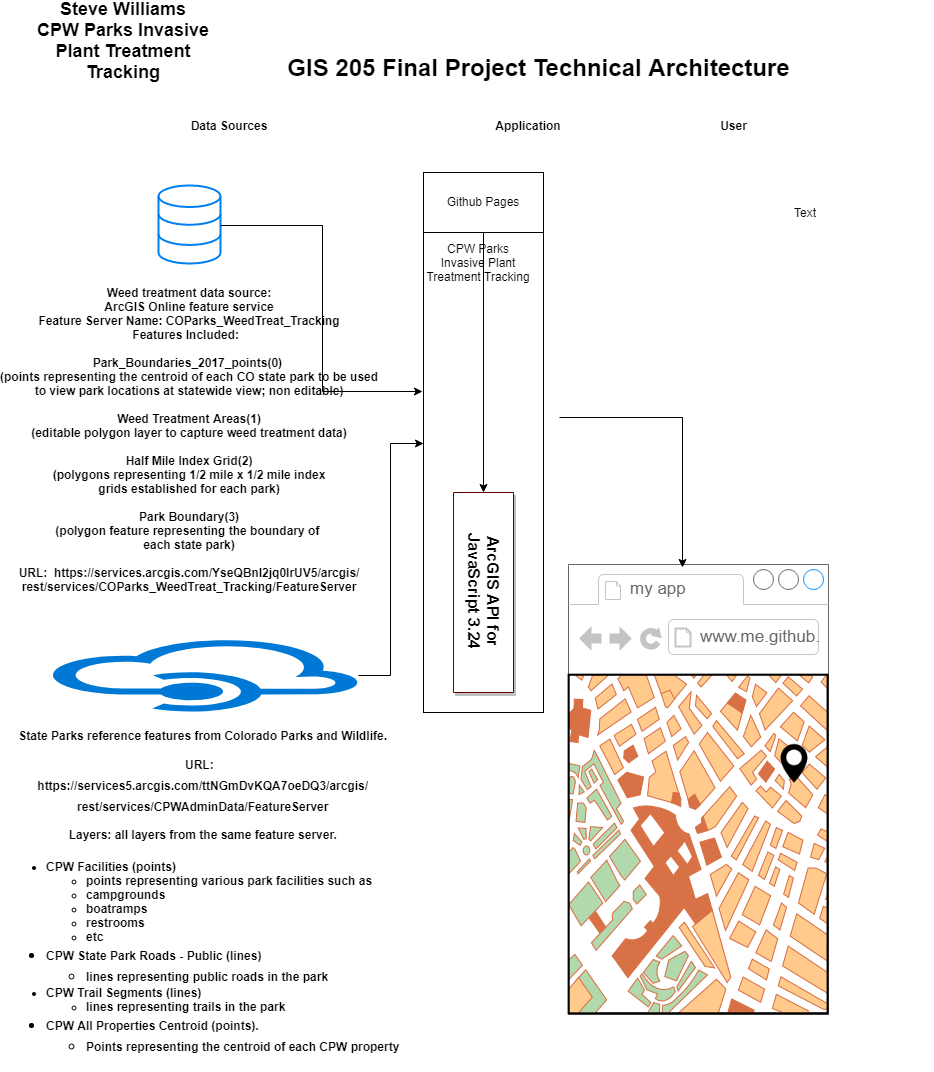 Steve Williams
CPW Parks Invasive
Plant Treatment
Tracking
GIS 205 Final Project Technical Architecture
Data Sources
Application
User
Github Pages
Text
CPW Parks
Invasive Plant
Treatment Tracking
Weed treatment data source:
ArcGIS Online feature service
Feature Server Name: COParks_WeedTreat_Tracking
Features Included:
Park_Boundaries_2017_points(0)
(points representing the centroid of each CO state park to be used
to view park locations at statewide view; non editable)
Weed Treatment Areas(1)
(editable polygon layer to capture weed treatment data)
Half Mile Index Grid(2)
(polygons representing 1/2 mile x 1/2 mile index
grids established for each park)
Park Boundary(3)
(polygon feature representing the boundary of
each state park)
URL: https://services.arcgis.com/YseQBnl2jq0lrUV5/arcgis/
rest/services/COParks_WeedTreat_Tracking/FeatureServer
ArcGIS API for
JavaScript 3.24
my app
www.me.github.
State Parks reference features from Colorado Parks and Wildlife.
URL:
https://services5.arcgis.com/ttNGmDvKQA7oeDQ3/arcgis/
rest/services/CPWAdminData/FeatureServer
Layers: all layers from the same feature server.
CPW Facilities (points)
points representing various park facilities such as
campgrounds
boatramps
restrooms
etc
CPW State Park Roads - Public (lines)
lines representing public roads in the park
CPW Trail Segments (lines)
lines representing trails in the park
CPW All Properties Centroid (points).
Points representing the centroid of each CPW property